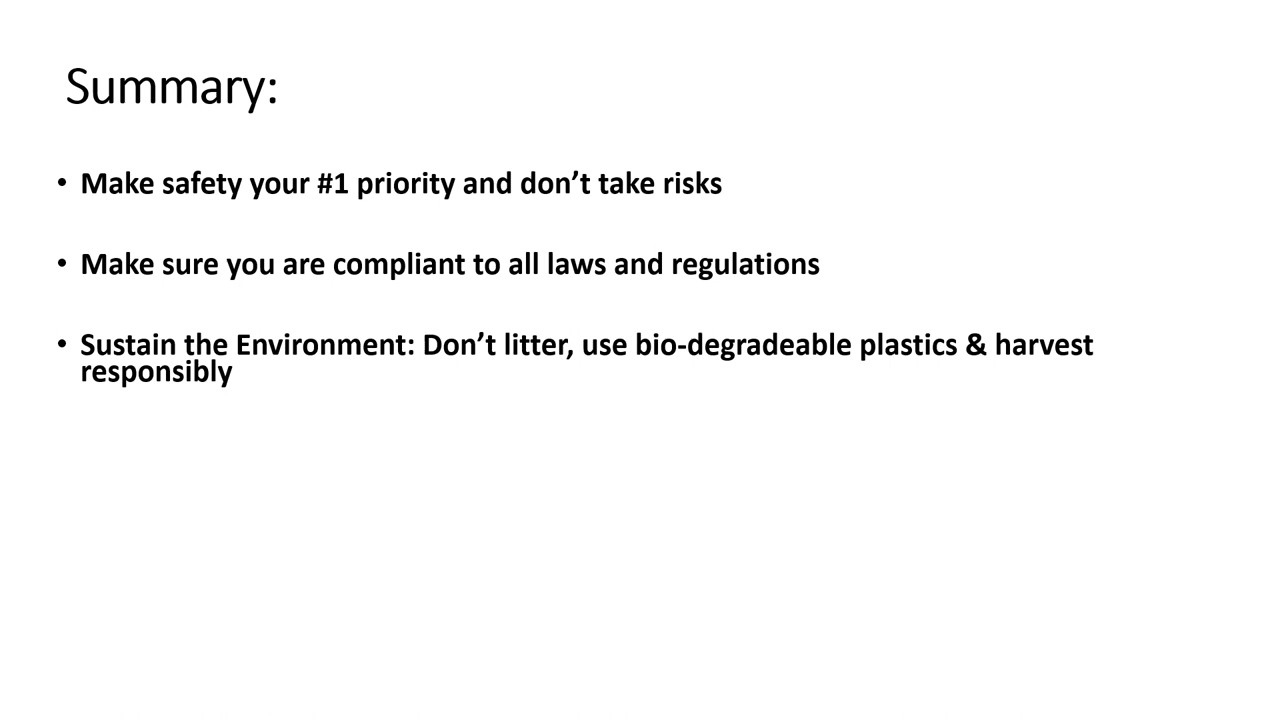 Summary:
• Make safety your #1 priority and don’t take risks
• Make sure you are compliant to all laws and regulations
• Sustain the Environment: Don’t litter, use bio-degradeable plastics & harvest
responsibly